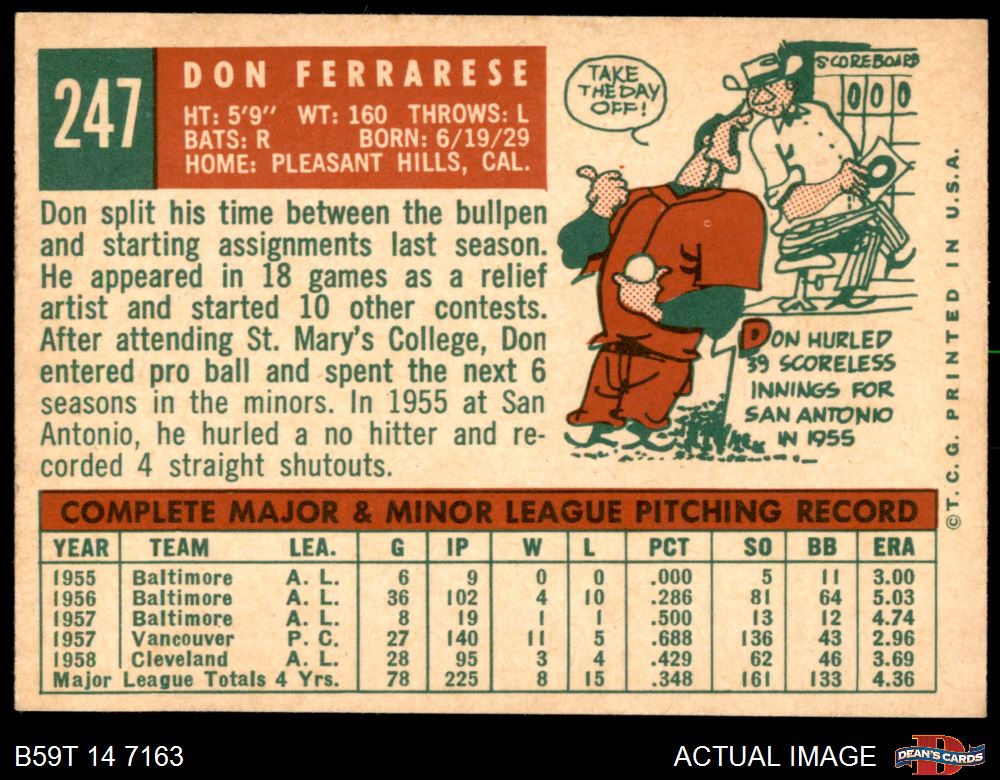 247
DON FERRARESE
HT: 5'9" WT: 160 THROWS: L
BATS: R BORN: 6/19/29
HOME: PLEASANT HILLS, CAL.
Don split his time between the bullpen
and starting assignments last season.
He appeared in 18 games as a relief
artist and started 10 other contests.
After attending St. Mary's College, Don
entered pro ball and spent the next 6
seasons in the minors. In 1955 at San
Antonio, he hurled a no hitter and re-
corded 4 straight shutouts.
TAKE
THE DAY
OFF!
SCOREBOARD
0 0 0
DON HURLED
39 SCORELESS
INNINGS FOR
SAN ANTONIO
IN 1955
© T. C. G. PRINTED IN U.S.A.
COMPLETE MAJOR & MINOR LEAGUE PITCHING RECORD
YEAR TEAM LEA. G IP W L PCT SO BB ERA
1955 Baltimore A. L. 6 9 0 0 .000 5 11 3.00
1956 Baltimore A. L. 36 102 4 10 .286 81 64 5.03
1957 Baltimore A. L. 8 19 1 1 .500 13 12 4.74
1957 Vancouver P. C. 27 140 11 5 .688 136 43 2.96
1958 Cleveland A. L. 28 95 3 4 .429 62 46 3.69
Major League Totals 4 Yrs. 78 225 8 15 .348 161 133 4.36
B59T 14 7163
ACTUAL IMAGE
DEAN'S CARDS